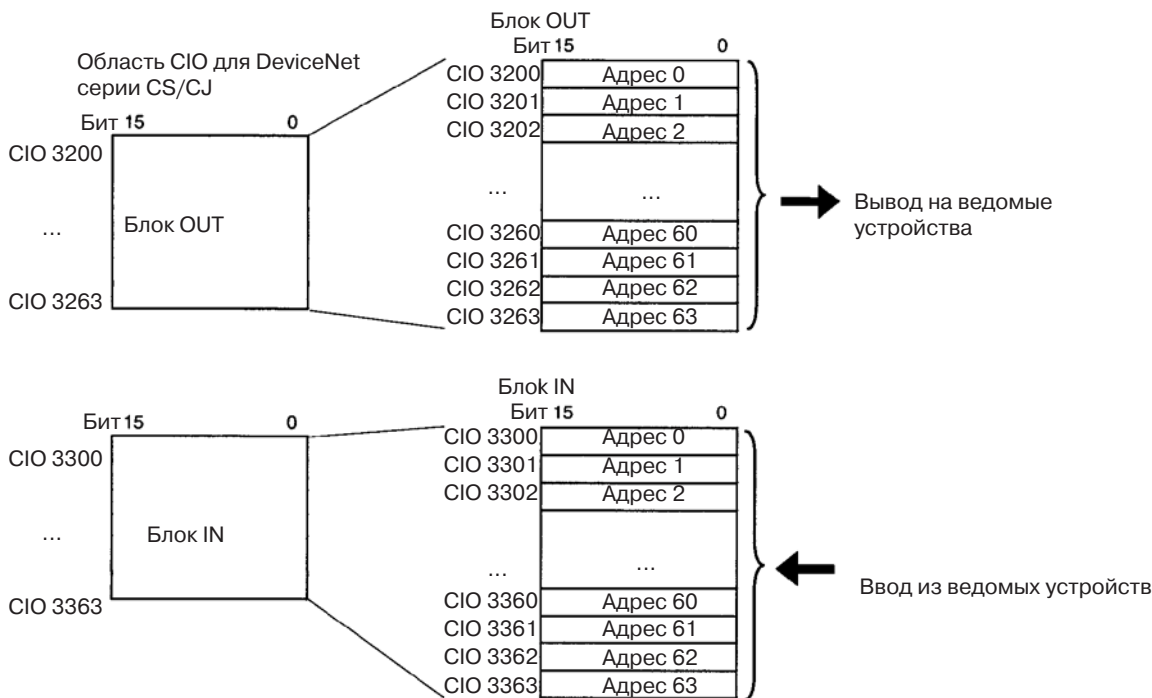 Блок OUT
Область CIO для DeviceNet
серии CS/CJ
Бит 15 0
CIO 3200 Адрес 0
CIO 3201 Адрес 1
CIO 3202 Адрес 2
... ...
CIO 3260 Адрес 60
CIO 3261 Адрес 61
CIO 3262 Адрес 62
CIO 3263 Адрес 63
Бит 15 0
CIO 3200
... Блок OUT
CIO 3263
Вывод на ведомые
устройства
Блок IN
Бит 15 0
CIO 3300 Адрес 0
CIO 3301 Адрес 1
CIO 3302 Адрес 2
... ...
CIO 3360 Адрес 60
CIO 3361 Адрес 61
CIO 3362 Адрес 62
CIO 3363 Адрес 63
Бит 15 0
CIO 3300
... Блок IN
CIO 3363
Ввод из ведомых устройств